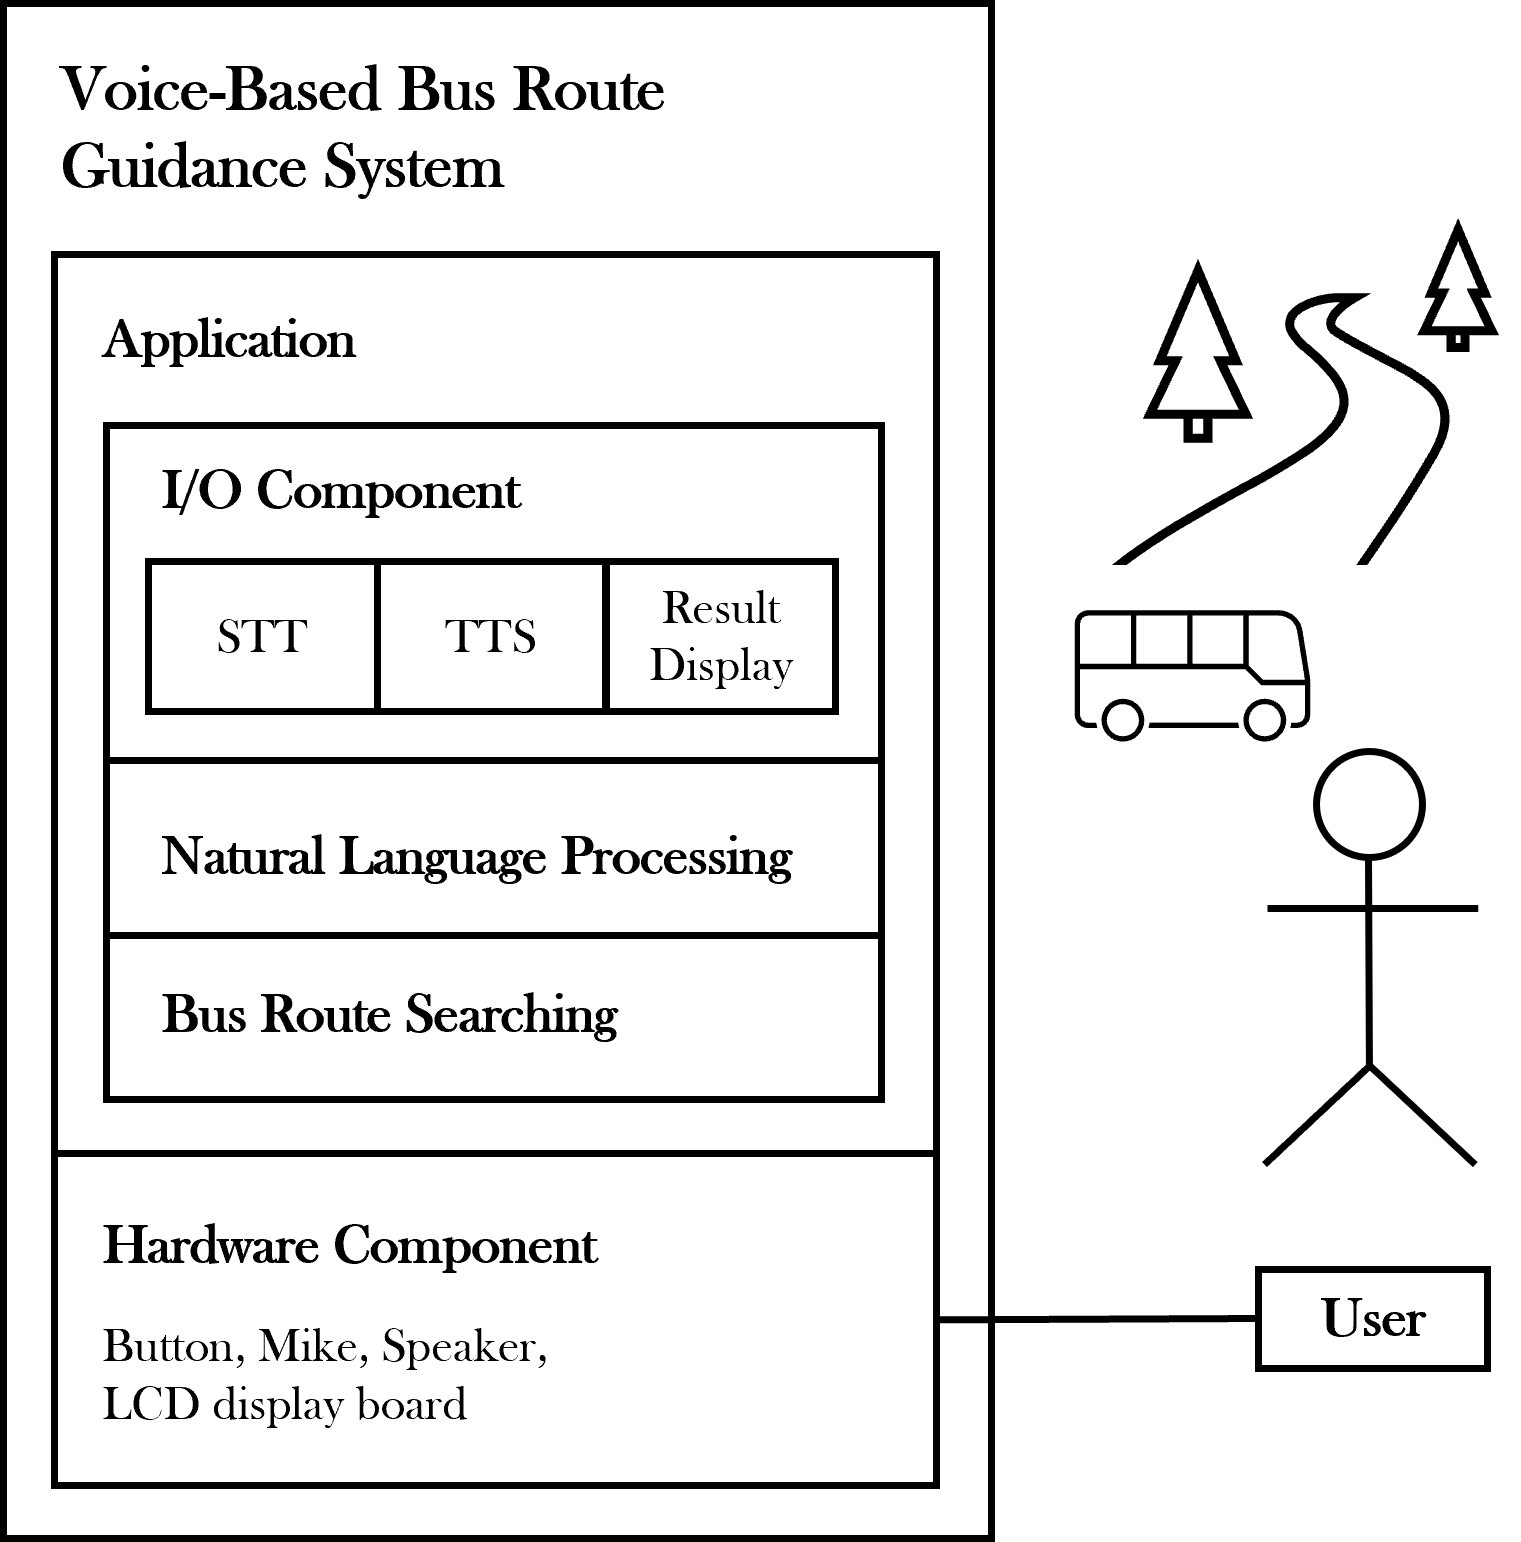 Voice-Based Bus Route
Guidance System
Application
I/O Component
STT
TTS
Result
Display
Natural Language Processing
Bus Route Searching
Hardware Component
Button, Mike, Speaker,
LCD display board
User